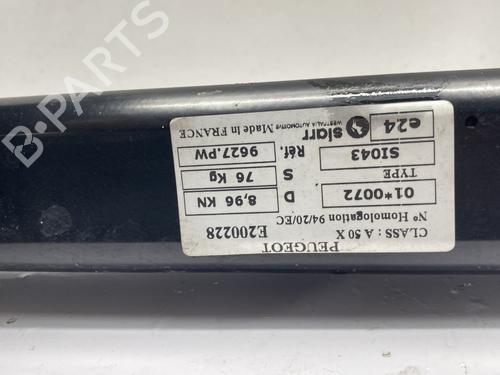 PEUGEOT
CLASS : A 50 X E200228
N° Homologation 94/20/EC
01*0072 D 8,96 KN
TYPE S 76 Kg
SI043 Réf. 9627.PW
e24 siarr
WESTFALIA AUTOMOTIVE Made in FRANCE
B-PARTS